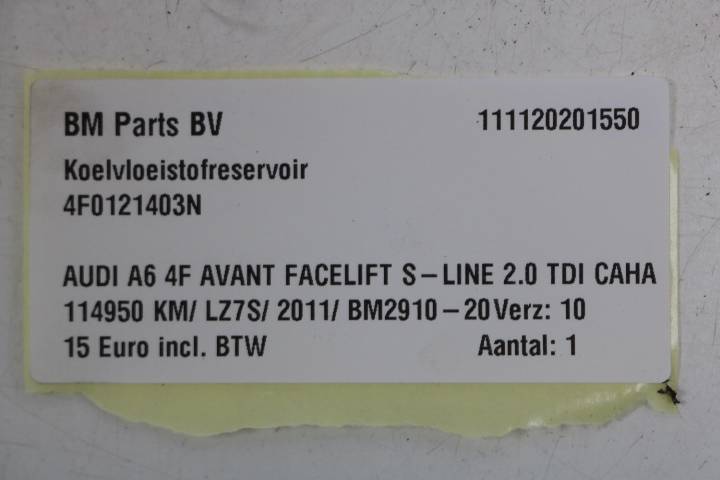 BM Parts BV 111120201550
Koelvloeistofreservoir
4F0121403N
AUDI A6 4F AVANT FACELIFT S-LINE 2.0 TDI CAHA
114950 KM/ LZ7S/ 2011/ BM2910-20 Verz: 10
15 Euro incl. BTW Aantal: 1